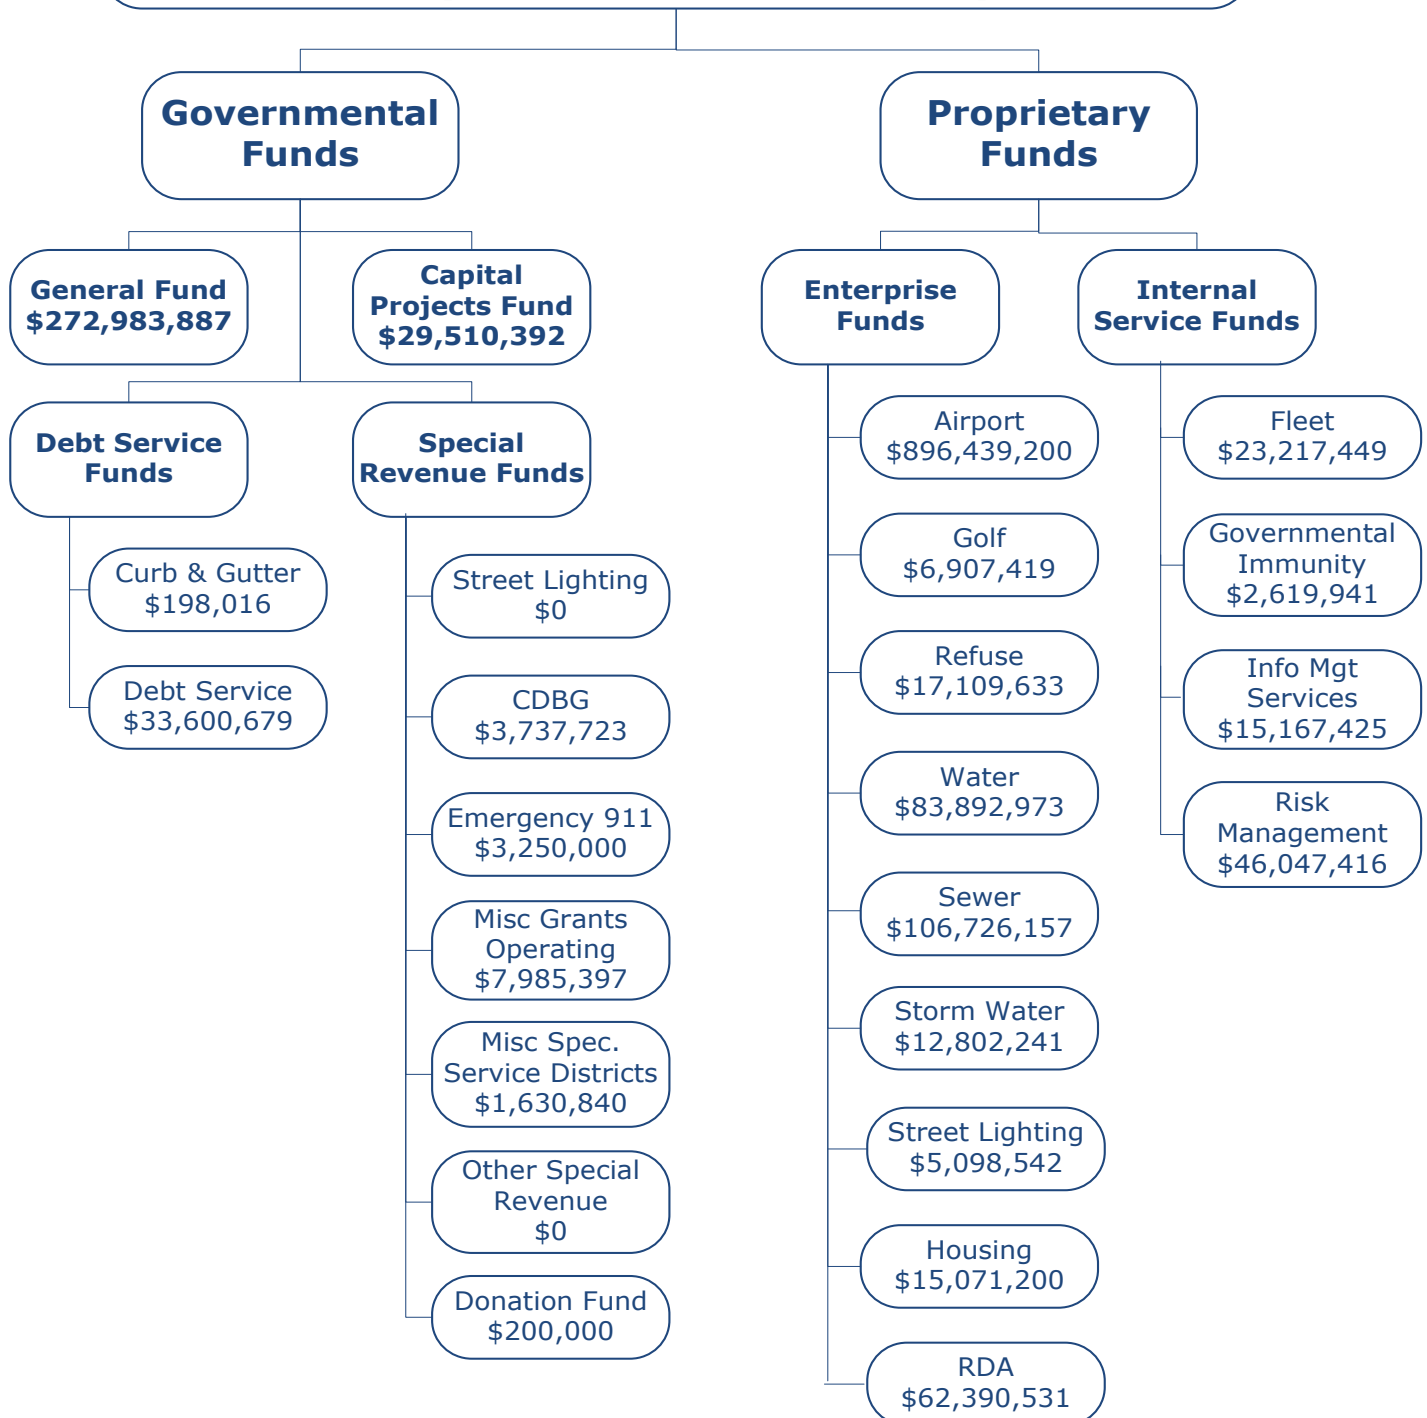 Governmental
Funds
Proprietary
Funds
General Fund
$272,983,887
Capital
Projects Fund
$29,510,392
Debt Service
Funds
Curb & Gutter
$198,016
Debt Service
$33,600,679
Special
Revenue Funds
Street Lighting
$0
CDBG
$3,737,723
Emergency 911
$3,250,000
Misc Grants
Operating
$7,985,397
Misc Spec.
Service Districts
$1,630,840
Other Special
Revenue
$0
Donation Fund
$200,000
Enterprise
Funds
Airport
$896,439,200
Golf
$6,907,419
Refuse
$17,109,633
Water
$83,892,973
Sewer
$106,726,157
Storm Water
$12,802,241
Street Lighting
$5,098,542
Housing
$15,071,200
RDA
$62,390,531
Internal
Service Funds
Fleet
$23,217,449
Governmental
Immunity
$2,619,941
Info Mgt
Services
$15,167,425
Risk
Management
$46,047,416